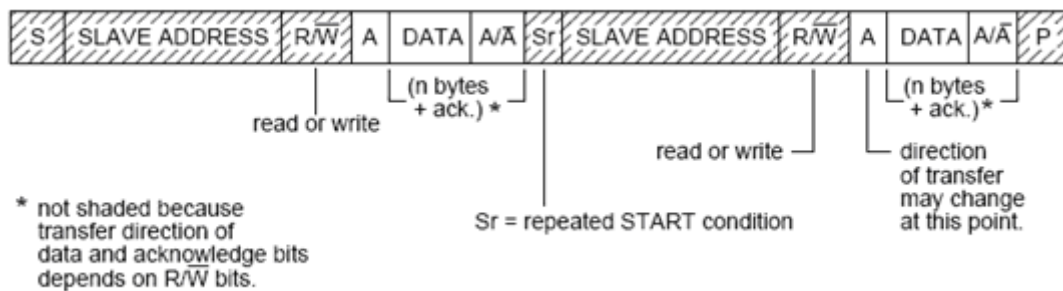 S SLAVE ADDRESS R/W̅ A DATA A/A̅ Sr SLAVE ADDRESS R/W̅ A DATA A/A̅ P
(n bytes
+ ack.) *
(n bytes
+ ack.) *
read or write
read or write
direction
of transfer
may change
at this point.
* not shaded because
transfer direction of
data and acknowledge bits
depends on R/W̅ bits.
Sr = repeated START condition